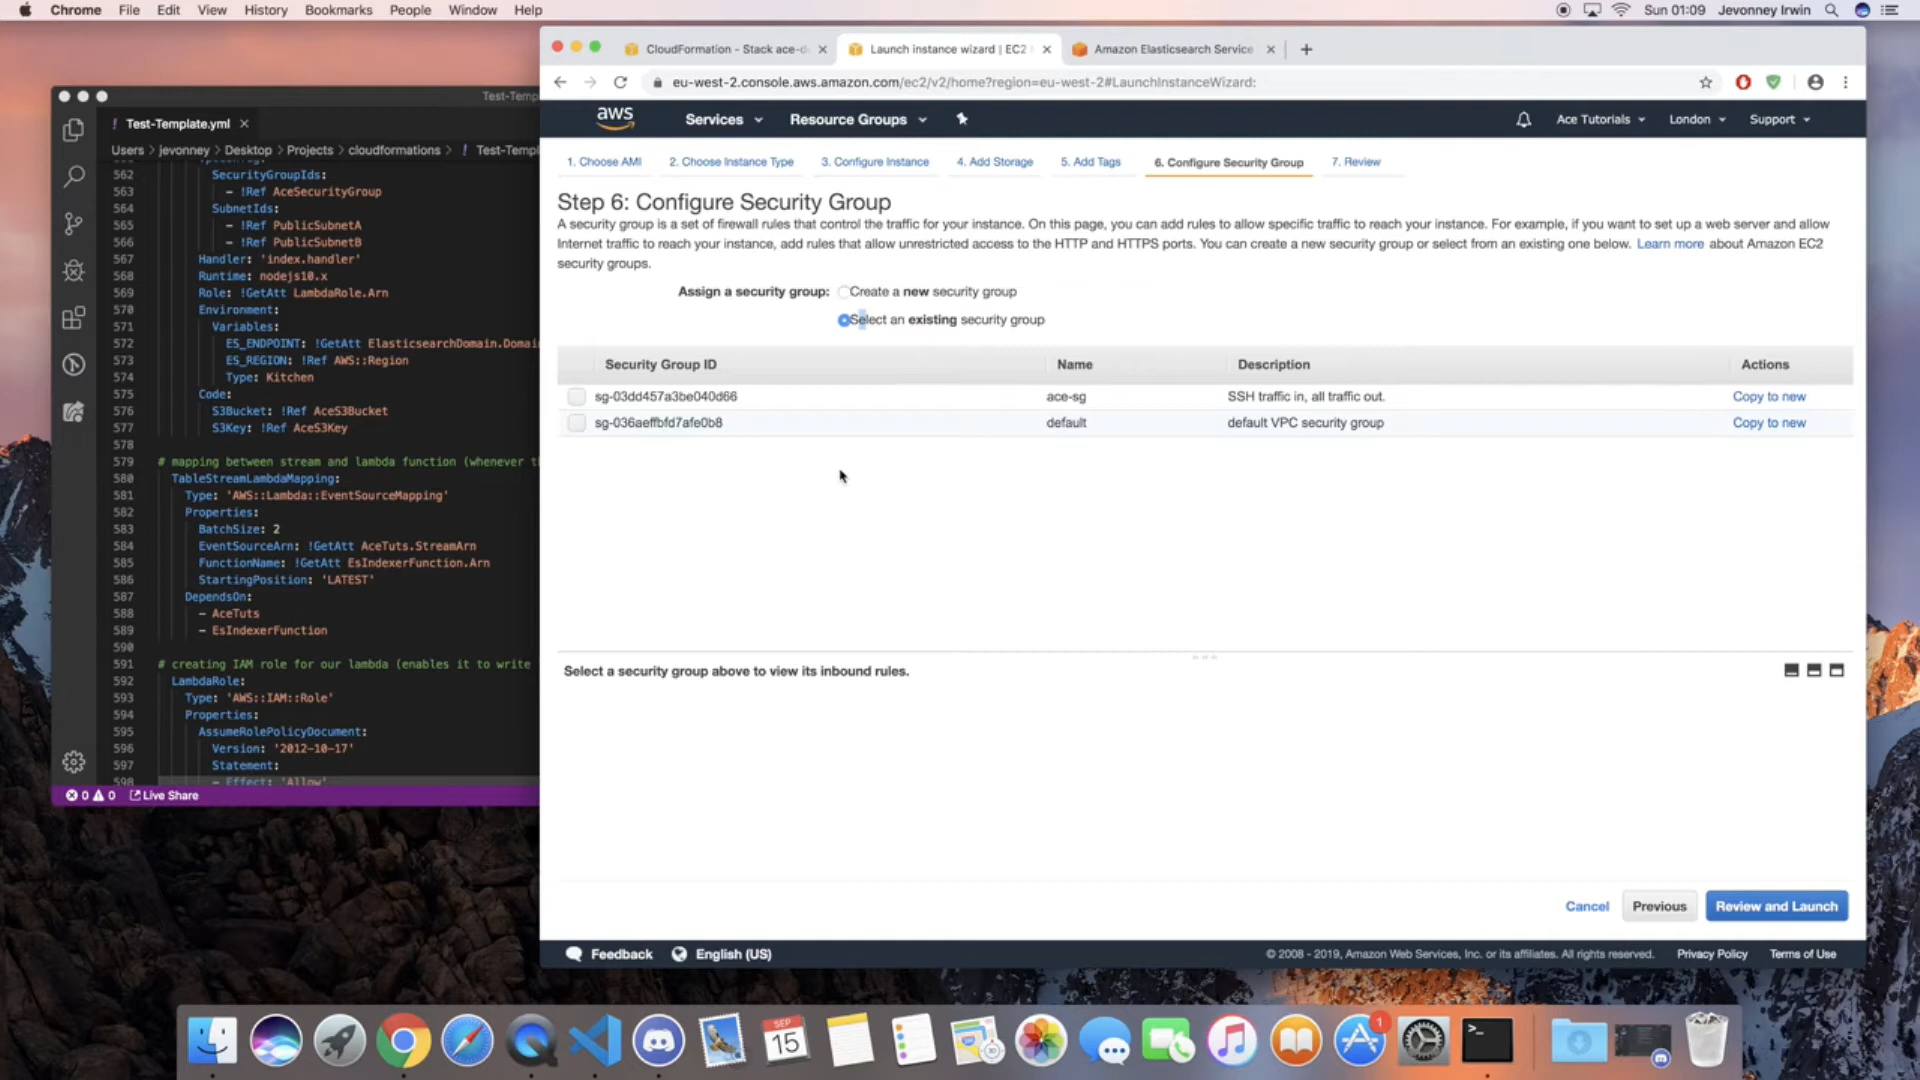 Chrome File Edit View History Bookmarks People Window Help Sun 01:09 Jevonney Irwin
CloudFormation - Stack ace-d
Launch instance wizard | EC2
Amazon Elasticsearch Service
eu-west-2.console.aws.amazon.com/ec2/v2/home?region=eu-west-2#LaunchInstanceWizard:
aws Services Resource Groups Ace Tutorials London Support
1. Choose AMI 2. Choose Instance Type 3. Configure Instance 4. Add Storage 5. Add Tags 6. Configure Security Group 7. Review
Step 6: Configure Security Group
A security group is a set of firewall rules that control the traffic for your instance. On this page, you can add rules to allow specific traffic to reach your instance. For example, if you want to set up a web server and allow
Internet traffic to reach your instance, add rules that allow unrestricted access to the HTTP and HTTPS ports. You can create a new security group or select from an existing one below. Learn more about Amazon EC2
security groups.
Assign a security group: Create a new security group
Select an existing security group
Security Group ID Name Description Actions
sg-03dd457a3be040d66 ace-sg SSH traffic in, all traffic out. Copy to new
sg-036aeffbfd7afe0b8 default default VPC security group Copy to new
Select a security group above to view its inbound rules.
Cancel Previous Review and Launch
Feedback English (US) © 2008 - 2019, Amazon Web Services, Inc. or its affiliates. All rights reserved. Privacy Policy Terms of Use
Test-Temp
Test-Template.yml
Users > jevonney > Desktop > Projects > cloudformations > ! Test-Templ
562 SecurityGroupIds:
563 - !Ref AceSecurityGroup
564 SubnetIds:
565 - !Ref PublicSubnetA
566 - !Ref PublicSubnetB
567 Handler: 'index.handler'
568 Runtime: nodejs10.x
569 Role: !GetAtt LambdaRole.Arn
570 Environment:
571 Variables:
572 ES_ENDPOINT: !GetAtt ElasticsearchDomain.Domai
573 ES_REGION: !Ref AWS::Region
574 Type: Kitchen
575 Code:
576 S3Bucket: !Ref AceS3Bucket
577 S3Key: !Ref AceS3Key
578
579 # mapping between stream and lambda function (whenever t
580 TableStreamLambdaMapping:
581 Type: 'AWS::Lambda::EventSourceMapping'
582 Properties:
583 BatchSize: 2
584 EventSourceArn: !GetAtt AceTuts.StreamArn
585 FunctionName: !GetAtt EsIndexerFunction.Arn
586 StartingPosition: 'LATEST'
587 DependsOn:
588 - AceTuts
589 - EsIndexerFunction
590
591 # creating IAM role for our lambda (enables it to write
592 LambdaRole:
593 Type: 'AWS::IAM::Role'
594 Properties:
595 AssumeRolePolicyDocument:
596 Version: '2012-10-17'
597 Statement:
598 - Effect: 'Allow'
0 0 Live Share
SEP
15
1